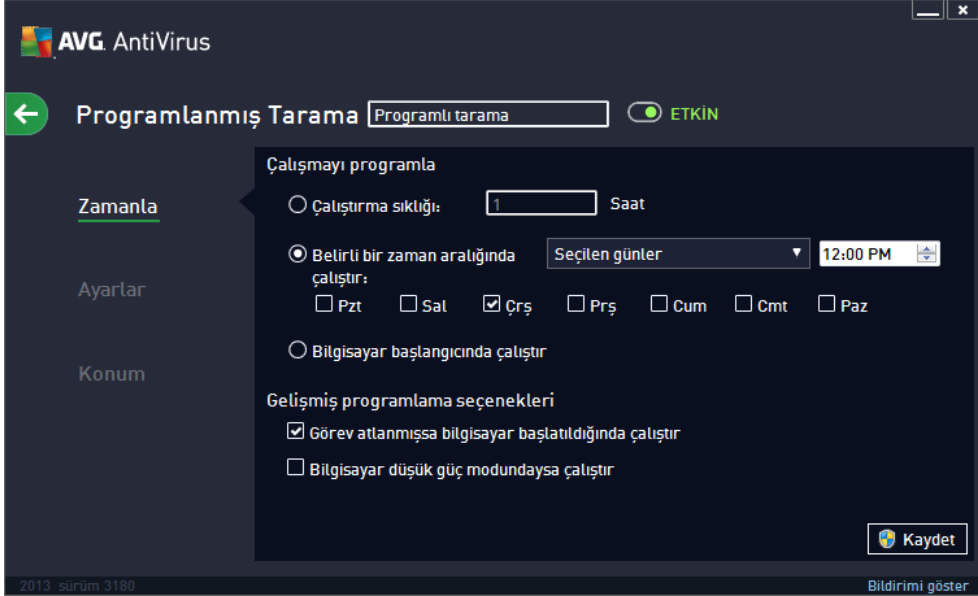 AVG. AntiVirus
Programlanmış Tarama Programlı tarama ETKİN
Zamanla
Ayarlar
Konum
Çalışmayı programla
Çalıştırma sıklığı: 1 Saat
Belirli bir zaman aralığında çalıştır: Seçilen günler 12:00 PM
Pzt Sal Çrş Prş Cum Cmt Paz
Bilgisayar başlangıcında çalıştır
Gelişmiş programlama seçenekleri
Görev atlanmışsa bilgisayar başlatıldığında çalıştır
Bilgisayar düşük güç modundaysa çalıştır
Kaydet
2013 sürüm 3180 Bildirimi göster